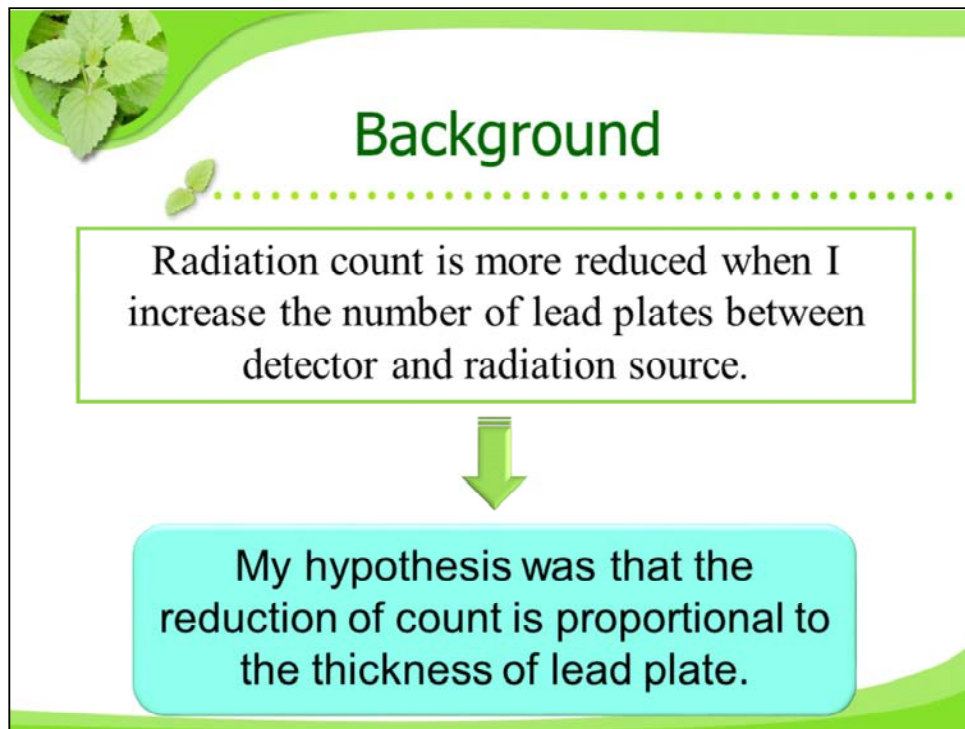 Background
Radiation count is more reduced when I
increase the number of lead plates between
detector and radiation source.
My hypothesis was that the
reduction of count is proportional to
the thickness of lead plate.